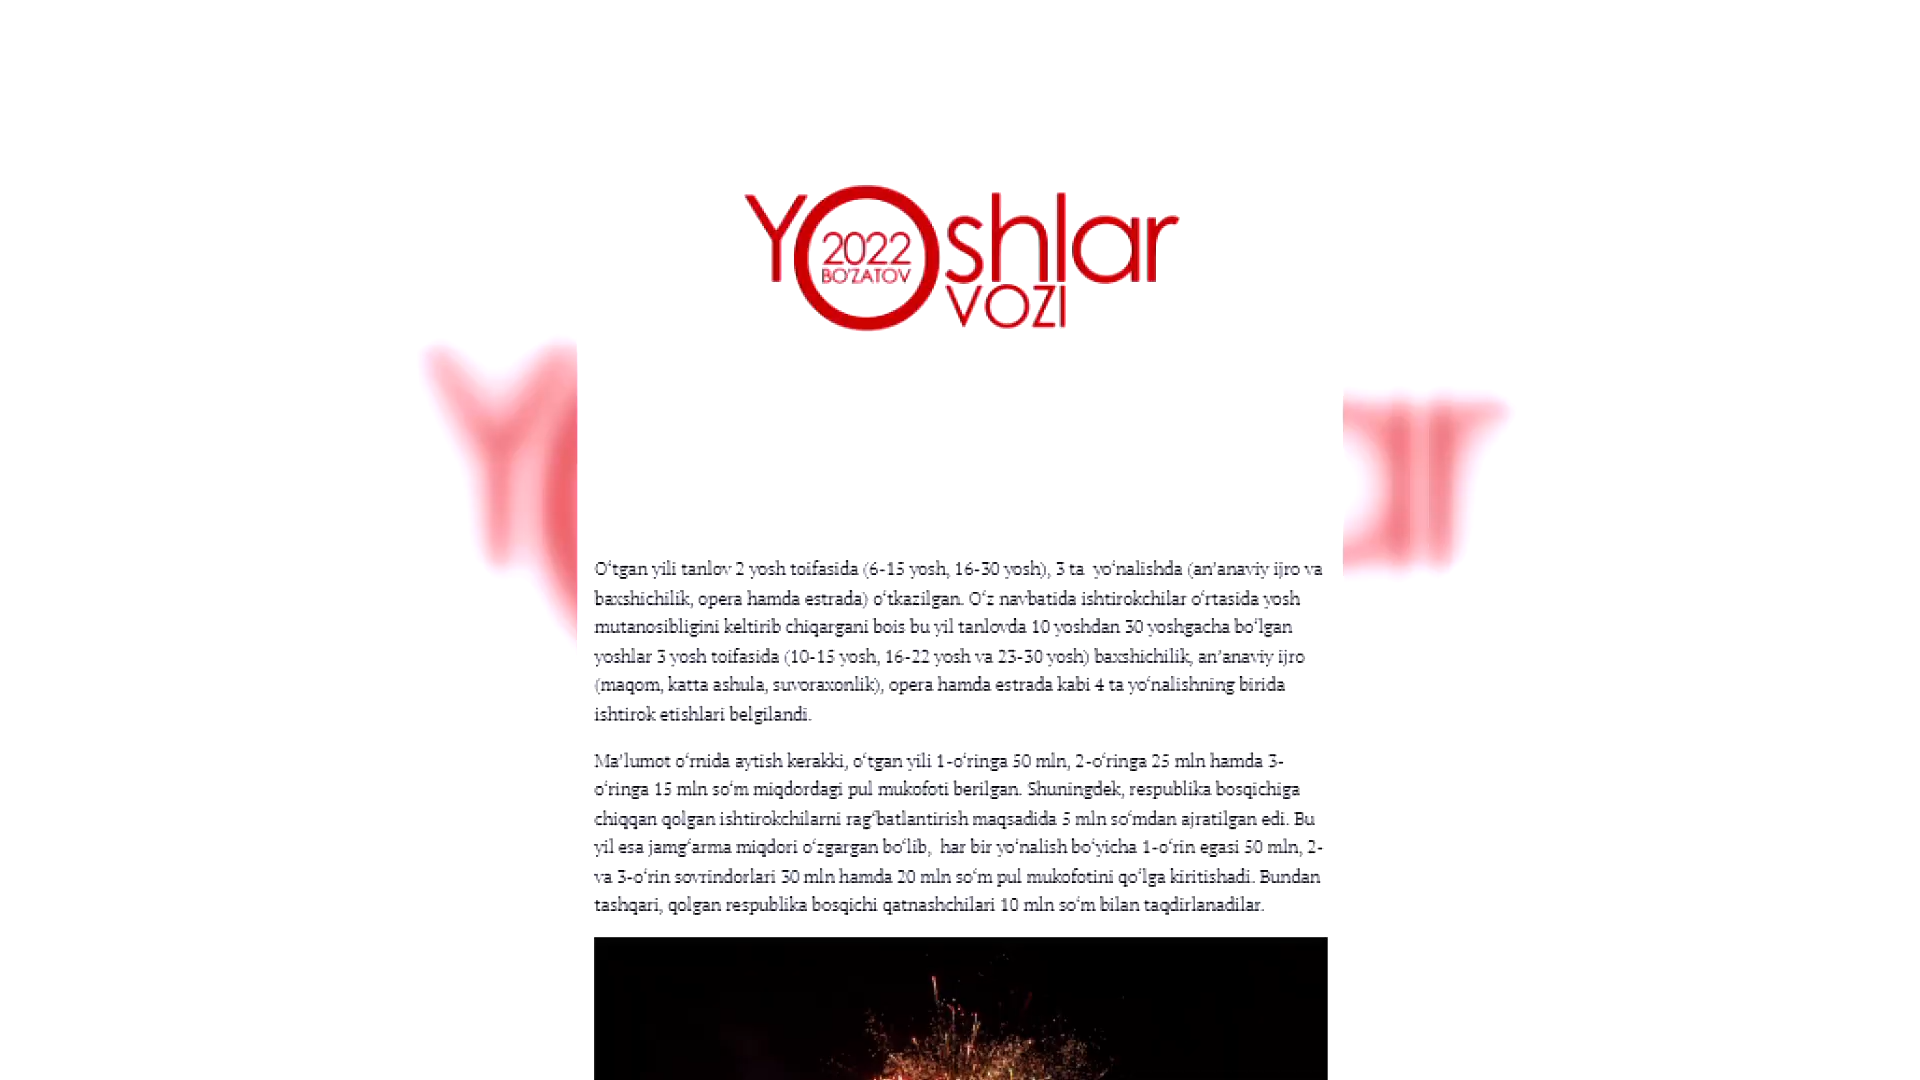 YOshlar
2022
BO'ZATOV
VOZI
O‘tgan yili tanlov 2 yosh toifasida (6-15 yosh, 16-30 yosh), 3 ta yo‘nalishda (an’anaviy ijro va
baxshichilik, opera hamda estrada) o‘tkazilgan. O‘z navbatida ishtirokchilar o‘rtasida yosh
mutanosibligini keltirib chiqargani bois bu yil tanlovda 10 yoshdan 30 yoshgacha bo‘lgan
yoshlar 3 yosh toifasida (10-15 yosh, 16-22 yosh va 23-30 yosh) baxshichilik, an’anaviy ijro
(maqom, katta ashula, suvoraxonlik), opera hamda estrada kabi 4 ta yo‘nalishning birida
ishtirok etishlari belgilandi.
Ma’lumot o‘rnida aytish kerakki, o‘tgan yili 1-o‘ringa 50 mln, 2-o‘ringa 25 mln hamda 3-
o‘ringa 15 mln so‘m miqdordagi pul mukofoti berilgan. Shuningdek, respublika bosqichiga
chiqqan qolgan ishtirokchilarni rag‘batlantirish maqsadida 5 mln so‘mdan ajratilgan edi. Bu
yil esa jamg‘arma miqdori o‘zgargan bo‘lib, har bir yo‘nalish bo‘yicha 1-o‘rin egasi 50 mln, 2-
va 3-o‘rin sovrindorlari 30 mln hamda 20 mln so‘m pul mukofotini qo‘lga kiritishadi. Bundan
tashqari, qolgan respublika bosqichi qatnashchilari 10 mln so‘m bilan taqdirlanadilar.